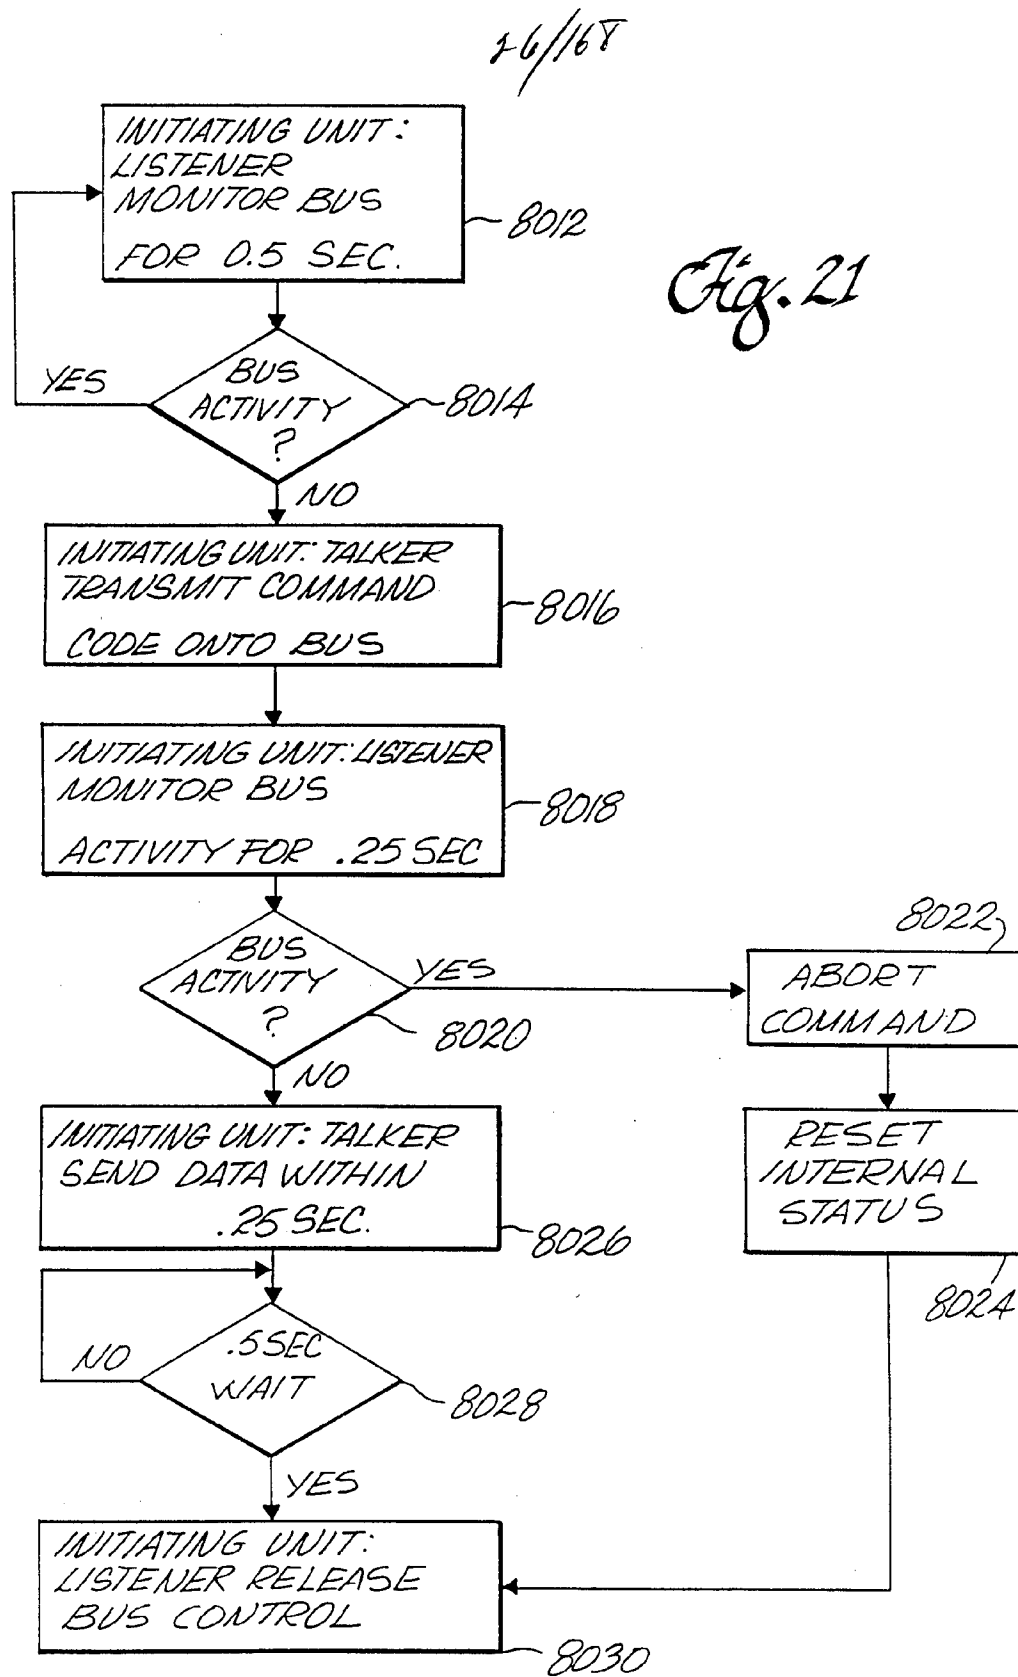 26/168
INITIATING UNIT:
LISTENER
MONITOR BUS
FOR 0.5 SEC.
8012
Fig. 21
YES
BUS
ACTIVITY
?
8014
NO
INITIATING UNIT: TALKER
TRANSMIT COMMAND
CODE ONTO BUS
8016
INITIATING UNIT: LISTENER
MONITOR BUS
ACTIVITY FOR .25 SEC
8018
BUS
ACTIVITY
?
YES
8020
8022
ABORT
COMMAND
NO
INITIATING UNIT: TALKER
SEND DATA WITHIN
.25 SEC.
8026
RESET
INTERNAL
STATUS
8024
NO
.5 SEC
WAIT
8028
YES
INITIATING UNIT:
LISTENER RELEASE
BUS CONTROL
8030